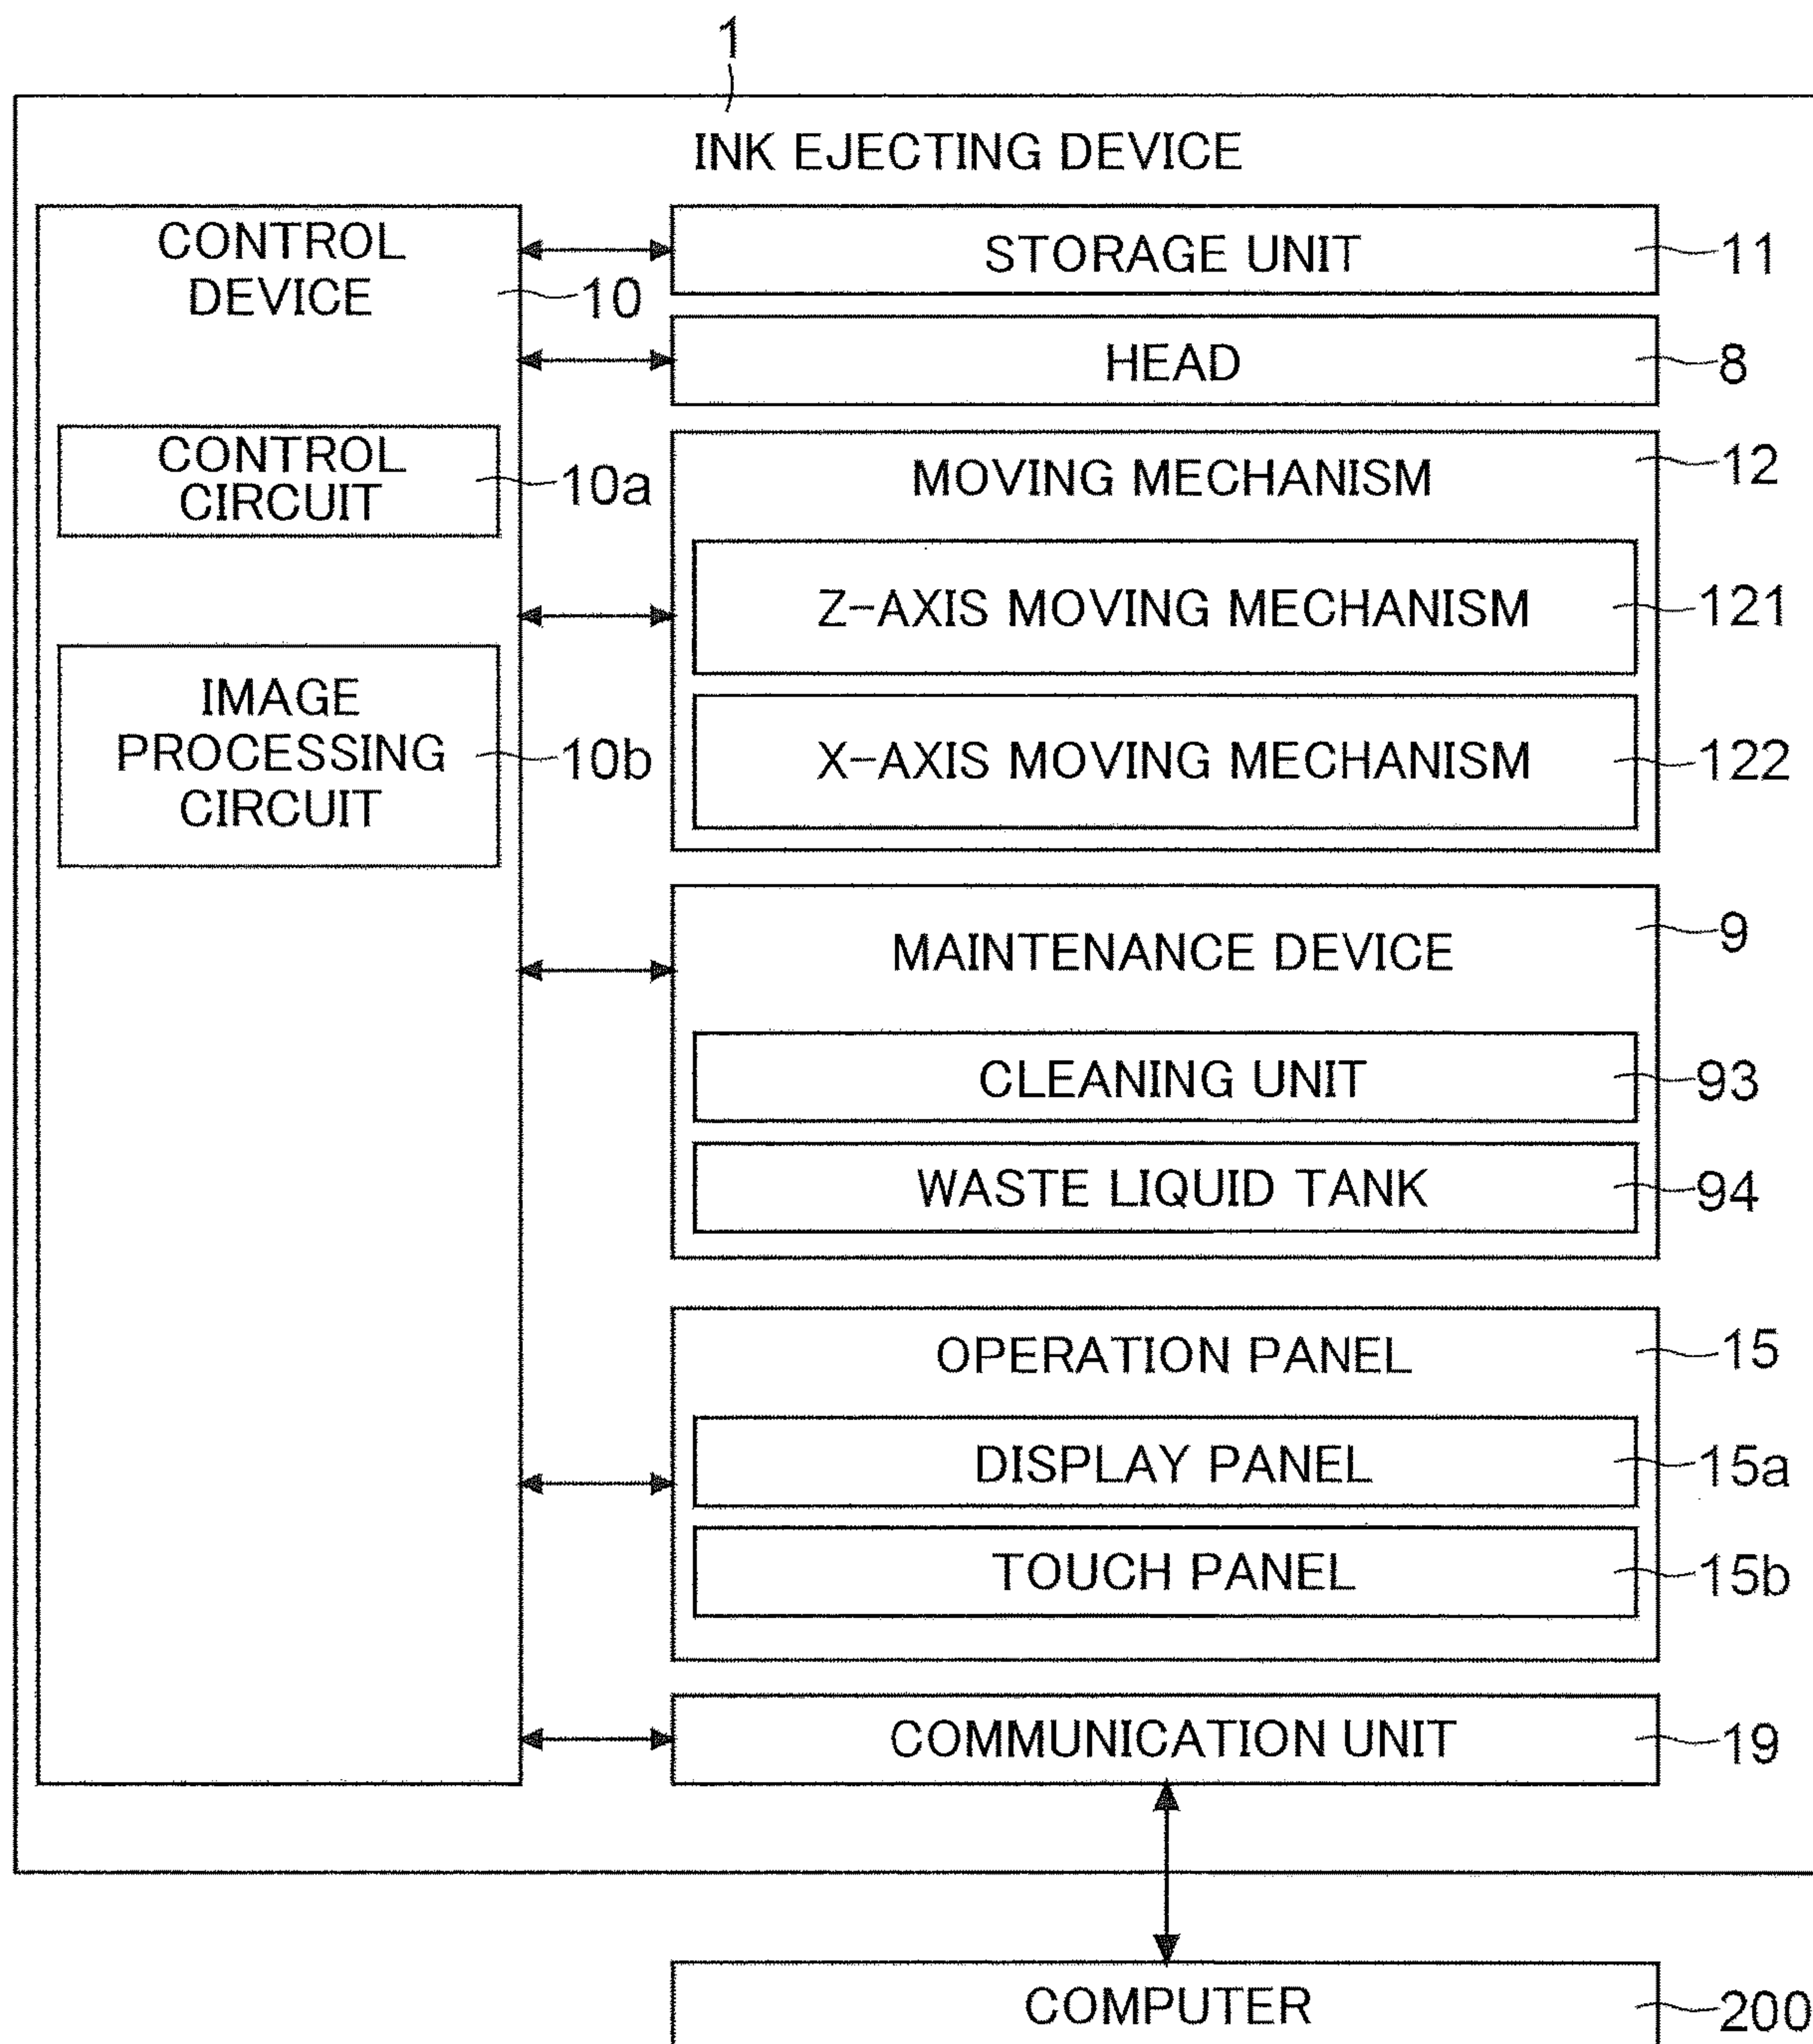 1
INK EJECTING DEVICE
CONTROL
DEVICE
10
CONTROL
CIRCUIT
10a
IMAGE
PROCESSING
CIRCUIT
10b
STORAGE UNIT
11
HEAD
8
MOVING MECHANISM
12
Z-AXIS MOVING MECHANISM
121
X-AXIS MOVING MECHANISM
122
MAINTENANCE DEVICE
9
CLEANING UNIT
93
WASTE LIQUID TANK
94
OPERATION PANEL
15
DISPLAY PANEL
15a
TOUCH PANEL
15b
COMMUNICATION UNIT
19
COMPUTER
200